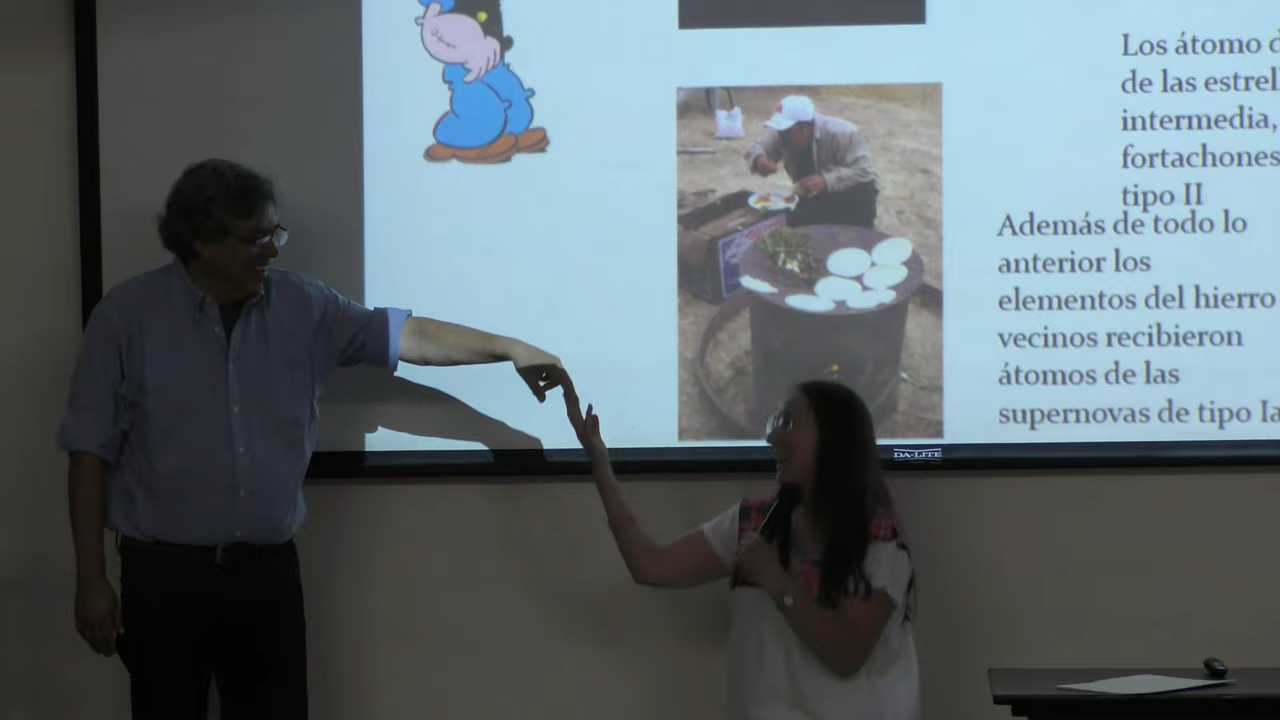 Los átomo d
de las estrel
intermedia,
fortachones
tipo II
Además de todo lo
anterior los
elementos del hierro
vecinos recibieron
átomos de las
supernovas de tipo Ia
DA-LITE